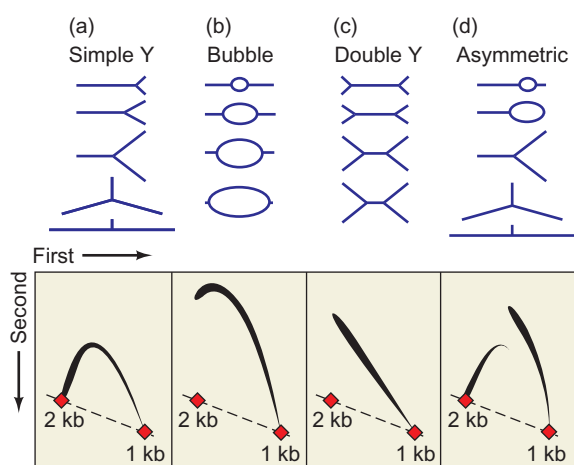 (a) (b) (c) (d)
Simple Y Bubble Double Y Asymmetric
First
Second
2 kb 2 kb 2 kb 2 kb
1 kb 1 kb 1 kb 1 kb